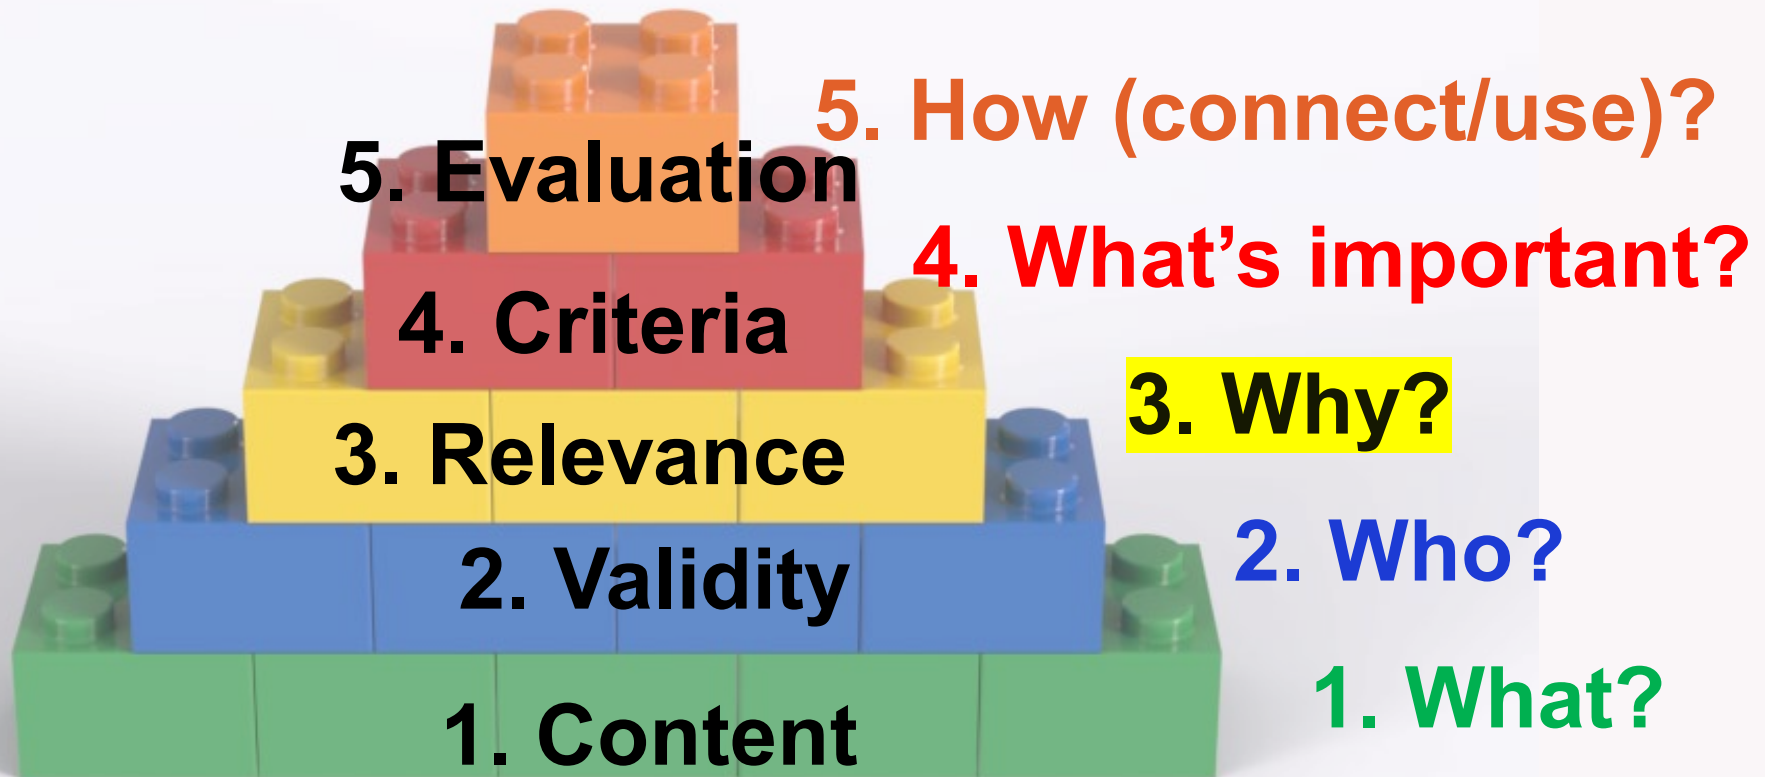 5. How (connect/use)?
5. Evaluation
4. What’s important?
4. Criteria
3. Why?
3. Relevance
2. Who?
2. Validity
1. What?
1. Content